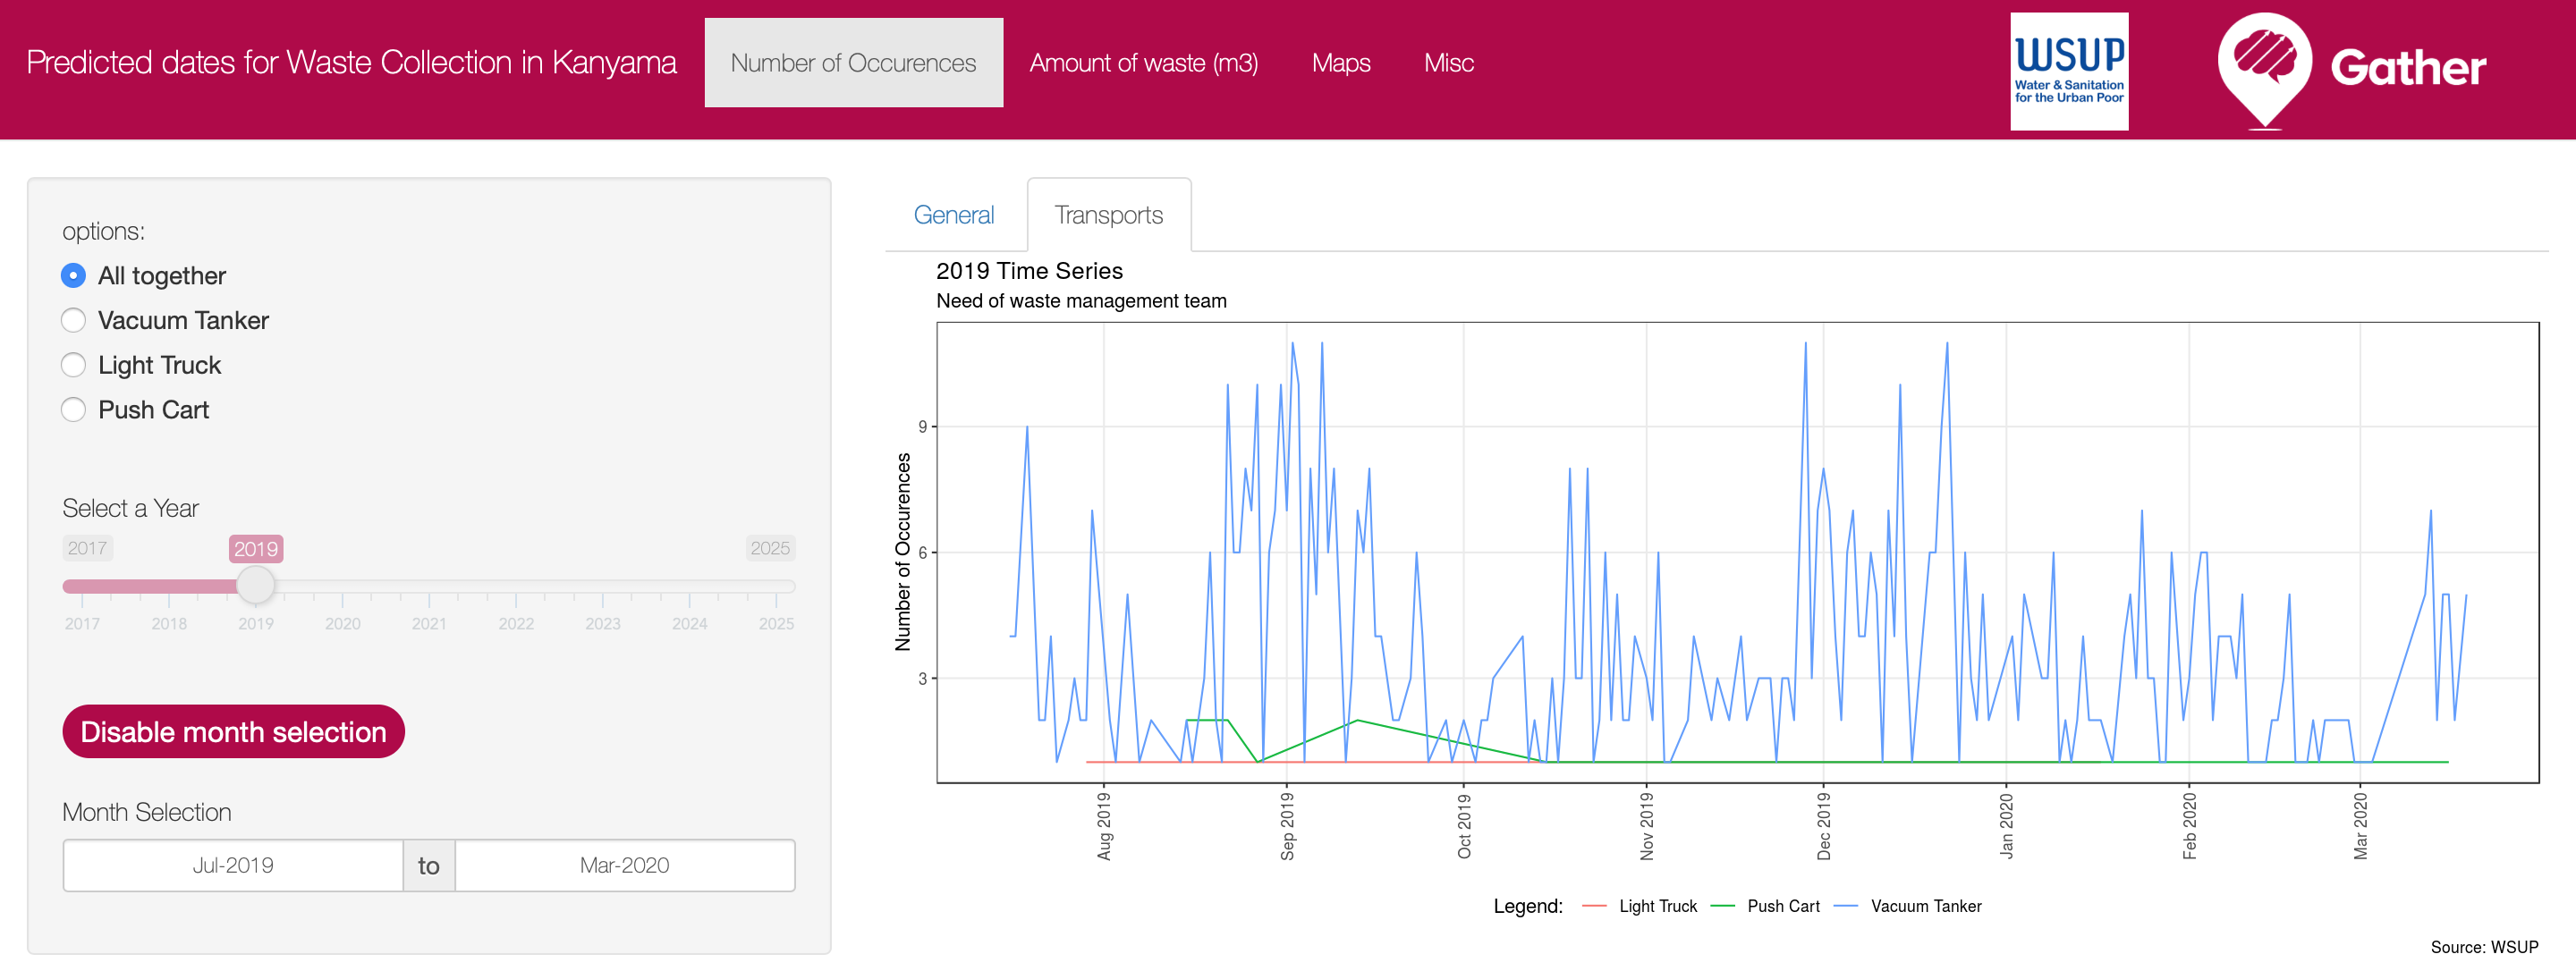 Predicted dates for Waste Collection in Kanyama
Number of Occurences
Amount of waste (m3)
Maps
Misc
WSUP
Water & Sanitation
for the Urban Poor
Gather
options:
All together
Vacuum Tanker
Light Truck
Push Cart
Select a Year
2017
2019
2025
2017 2018 2019 2020 2021 2022 2023 2024 2025
Disable month selection
Month Selection
Jul-2019 to Mar-2020
General
Transports
2019 Time Series
Need of waste management team
Number of Occurences
9
6
3
Aug 2019
Sep 2019
Oct 2019
Nov 2019
Dec 2019
Jan 2020
Feb 2020
Mar 2020
Legend: Light Truck Push Cart Vacuum Tanker
Source: WSUP